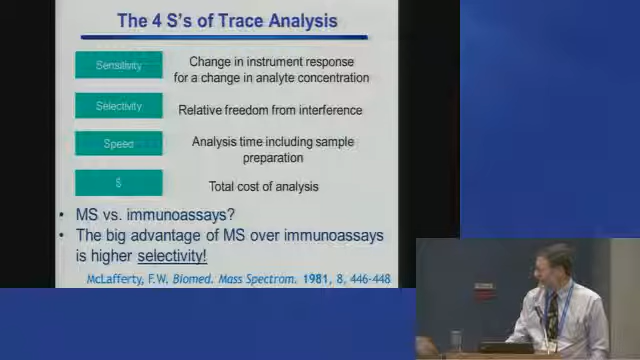 The 4 S's of Trace Analysis
Sensitivity
Change in instrument response
for a change in analyte concentration
Selectivity
Relative freedom from interference
Speed
Analysis time including sample
preparation
$
Total cost of analysis
• MS vs. immunoassays?
• The big advantage of MS over immunoassays
is higher selectivity!
McLafferty, F.W. Biomed. Mass Spectrom. 1981, 8, 446-448